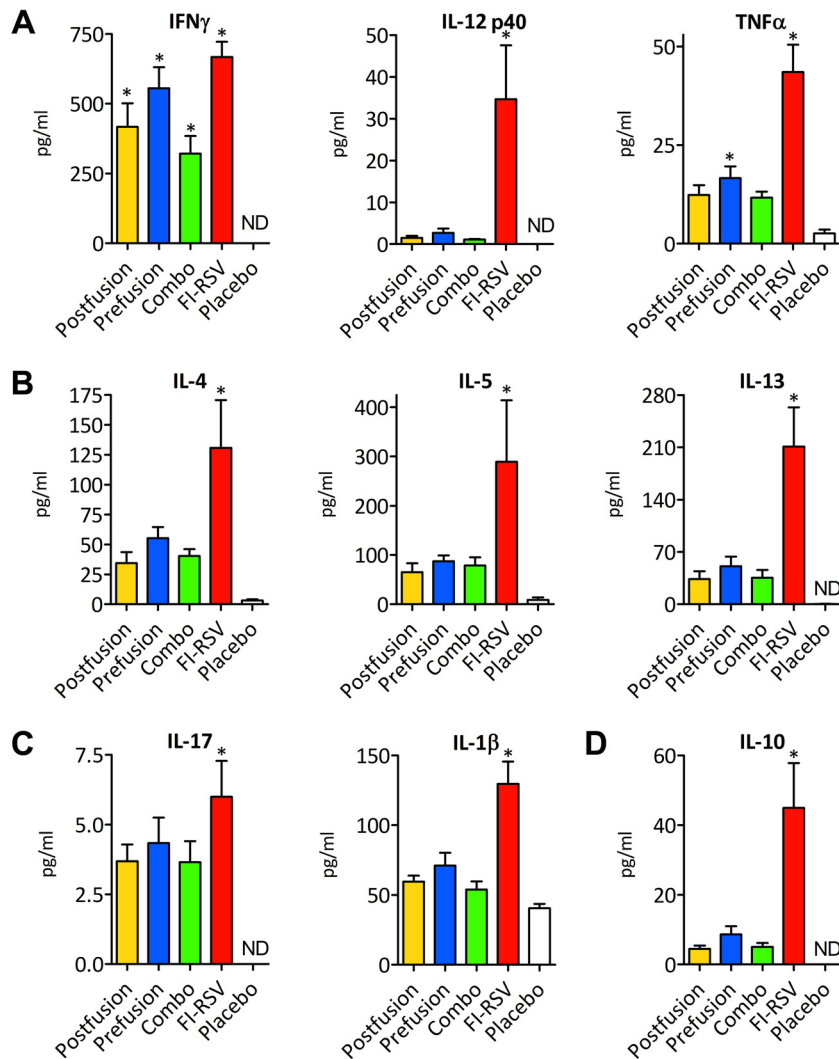 A
IFNγ
IL-12 p40
TNFα
pg/ml
750
500
250
0
* * * * ND
Postfusion
Prefusion
Combo
FI-RSV
Placebo
pg/ml
50
40
30
20
10
0
* ND
Postfusion
Prefusion
Combo
FI-RSV
Placebo
pg/ml
50
25
0
* *
Postfusion
Prefusion
Combo
FI-RSV
Placebo
B
IL-4
IL-5
IL-13
pg/ml
175
150
125
100
75
50
25
0
*
Postfusion
Prefusion
Combo
FI-RSV
Placebo
pg/ml
400
300
200
100
0
*
Postfusion
Prefusion
Combo
FI-RSV
Placebo
pg/ml
280
210
140
70
0
* ND
Postfusion
Prefusion
Combo
FI-RSV
Placebo
C
IL-17
IL-1β
pg/ml
7.5
5.0
2.5
0.0
* ND
Postfusion
Prefusion
Combo
FI-RSV
Placebo
pg/ml
150
100
50
0
*
Postfusion
Prefusion
Combo
FI-RSV
Placebo
D
IL-10
pg/ml
60
40
20
0
* ND
Postfusion
Prefusion
Combo
FI-RSV
Placebo